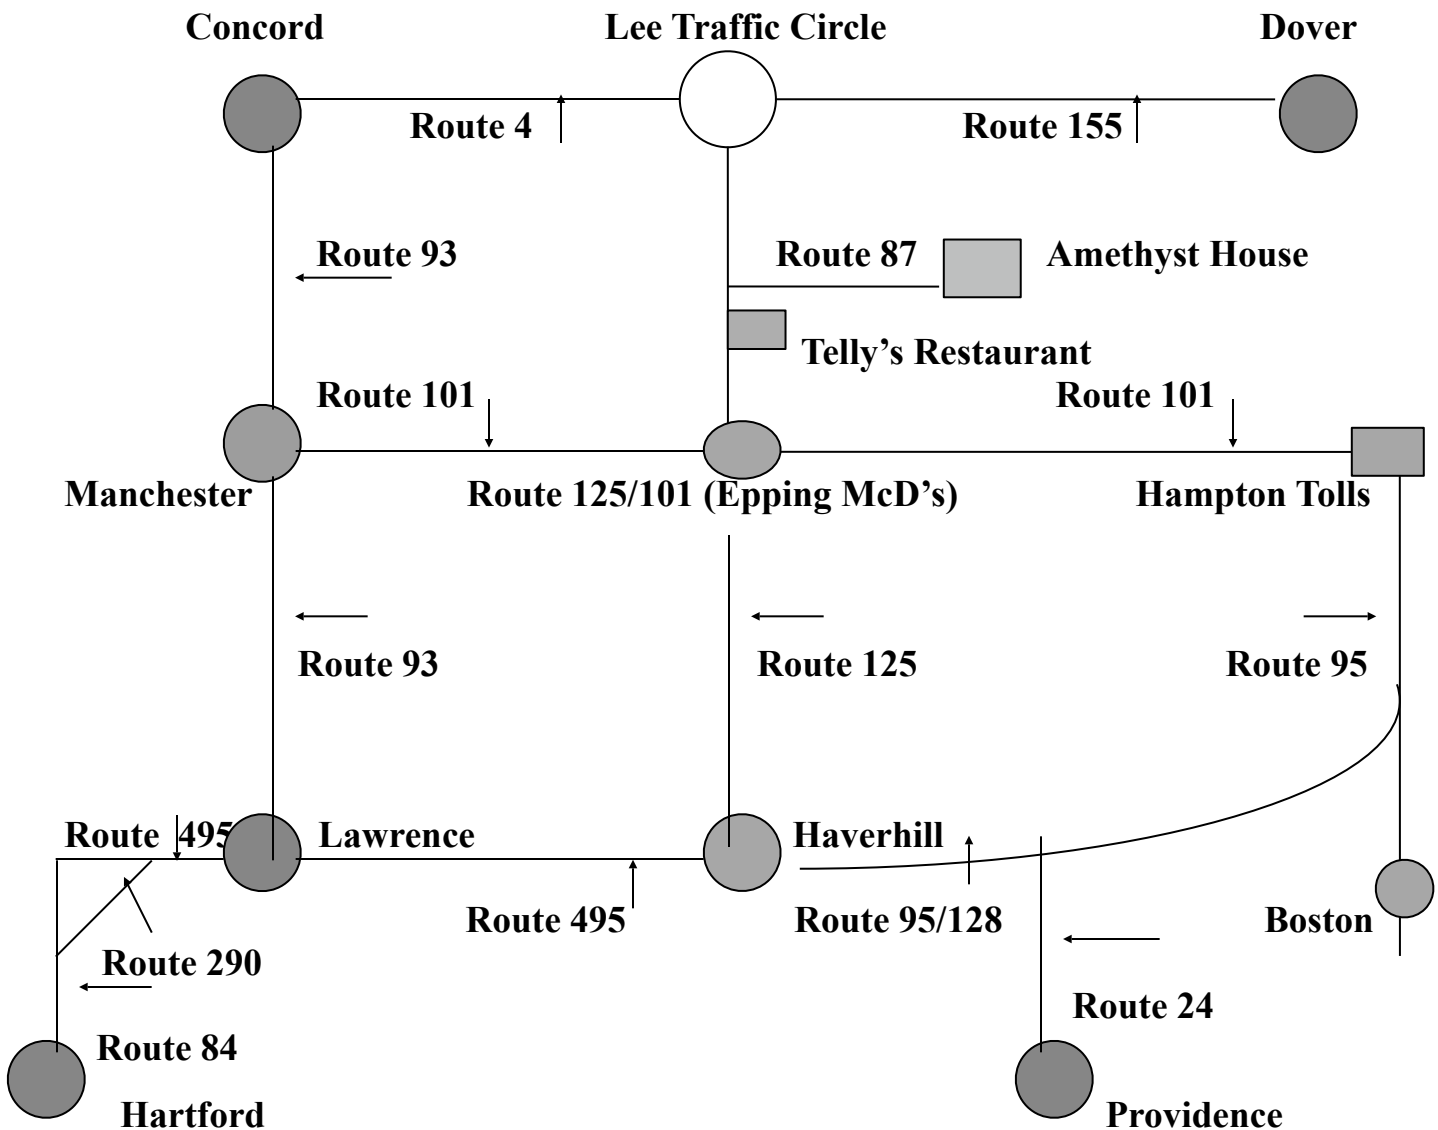 Concord
Lee Traffic Circle
Dover
Route 4
Route 155
Route 93
Route 87
Amethyst House
Telly’s Restaurant
Route 101
Route 101
Manchester
Route 125/101 (Epping McD’s)
Hampton Tolls
Route 93
Route 125
Route 95
Route 495
Lawrence
Haverhill
Route 495
Route 95/128
Boston
Route 290
Route 24
Route 84
Hartford
Providence